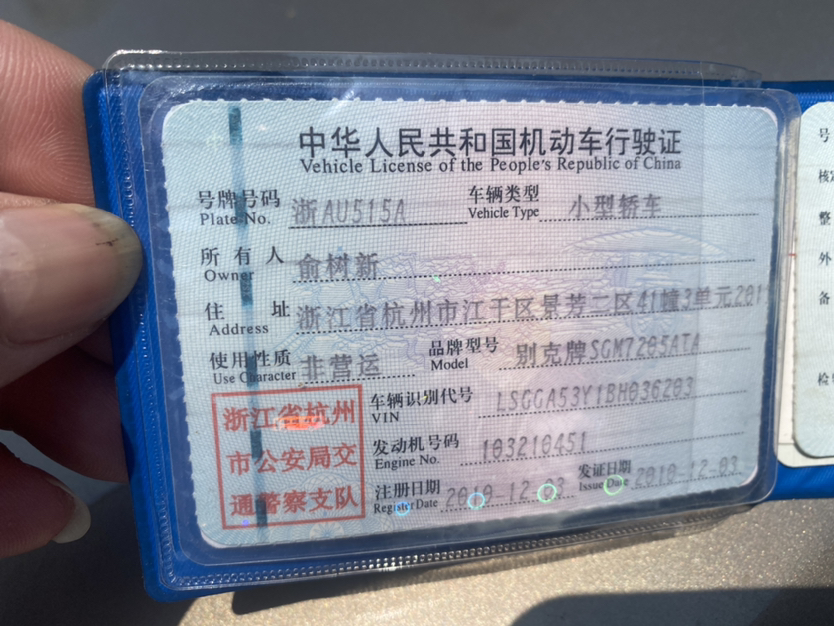 中华人民共和国机动车行驶证
Vehicle License of the People's Republic of China
号牌号码 浙AU515A 车辆类型 小型轿车
Plate No. Vehicle Type
所有人 俞树新
Owner
住址 浙江省杭州市江干区景芳二区41幢3单元201
Address
使用性质 非营运 品牌型号 别克牌SGM7205ATA
Use Character Model
车辆识别代号 LSGGA53Y1BH036203
VIN
发动机号码 103210451
Engine No.
注册日期 2010-12-03 发证日期 2010-12-03
Register Date Issue Date
浙江省杭州
市公安局交
通警察支队
号
核定
整
外
备
检